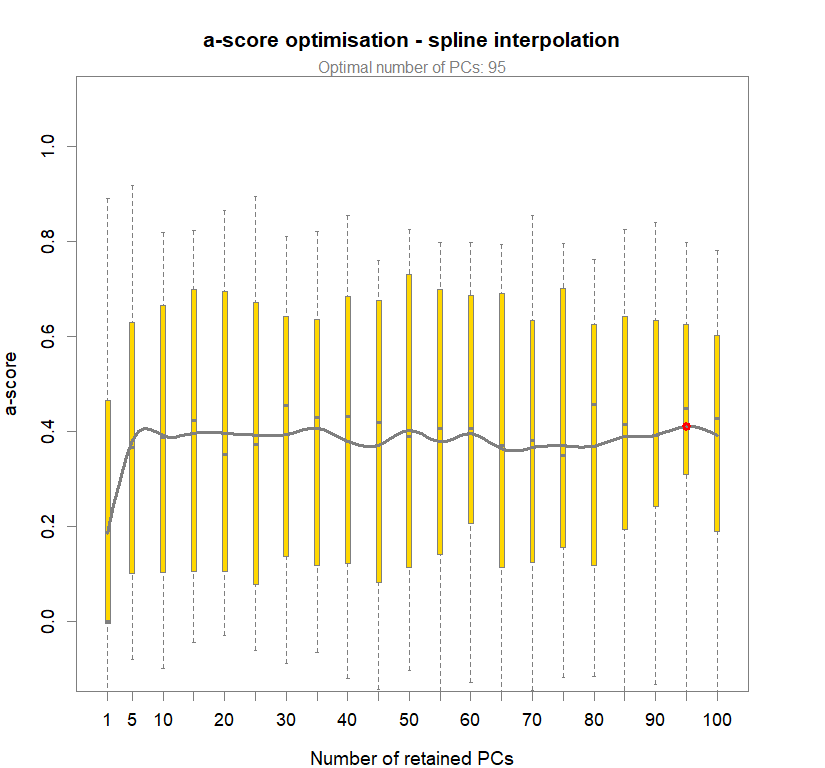 a-score optimisation - spline interpolation
Optimal number of PCs: 95
1.0
0.8
0.6
0.4
0.2
0.0
a-score
1 5 10 20 30 40 50 60 70 80 90 100
Number of retained PCs